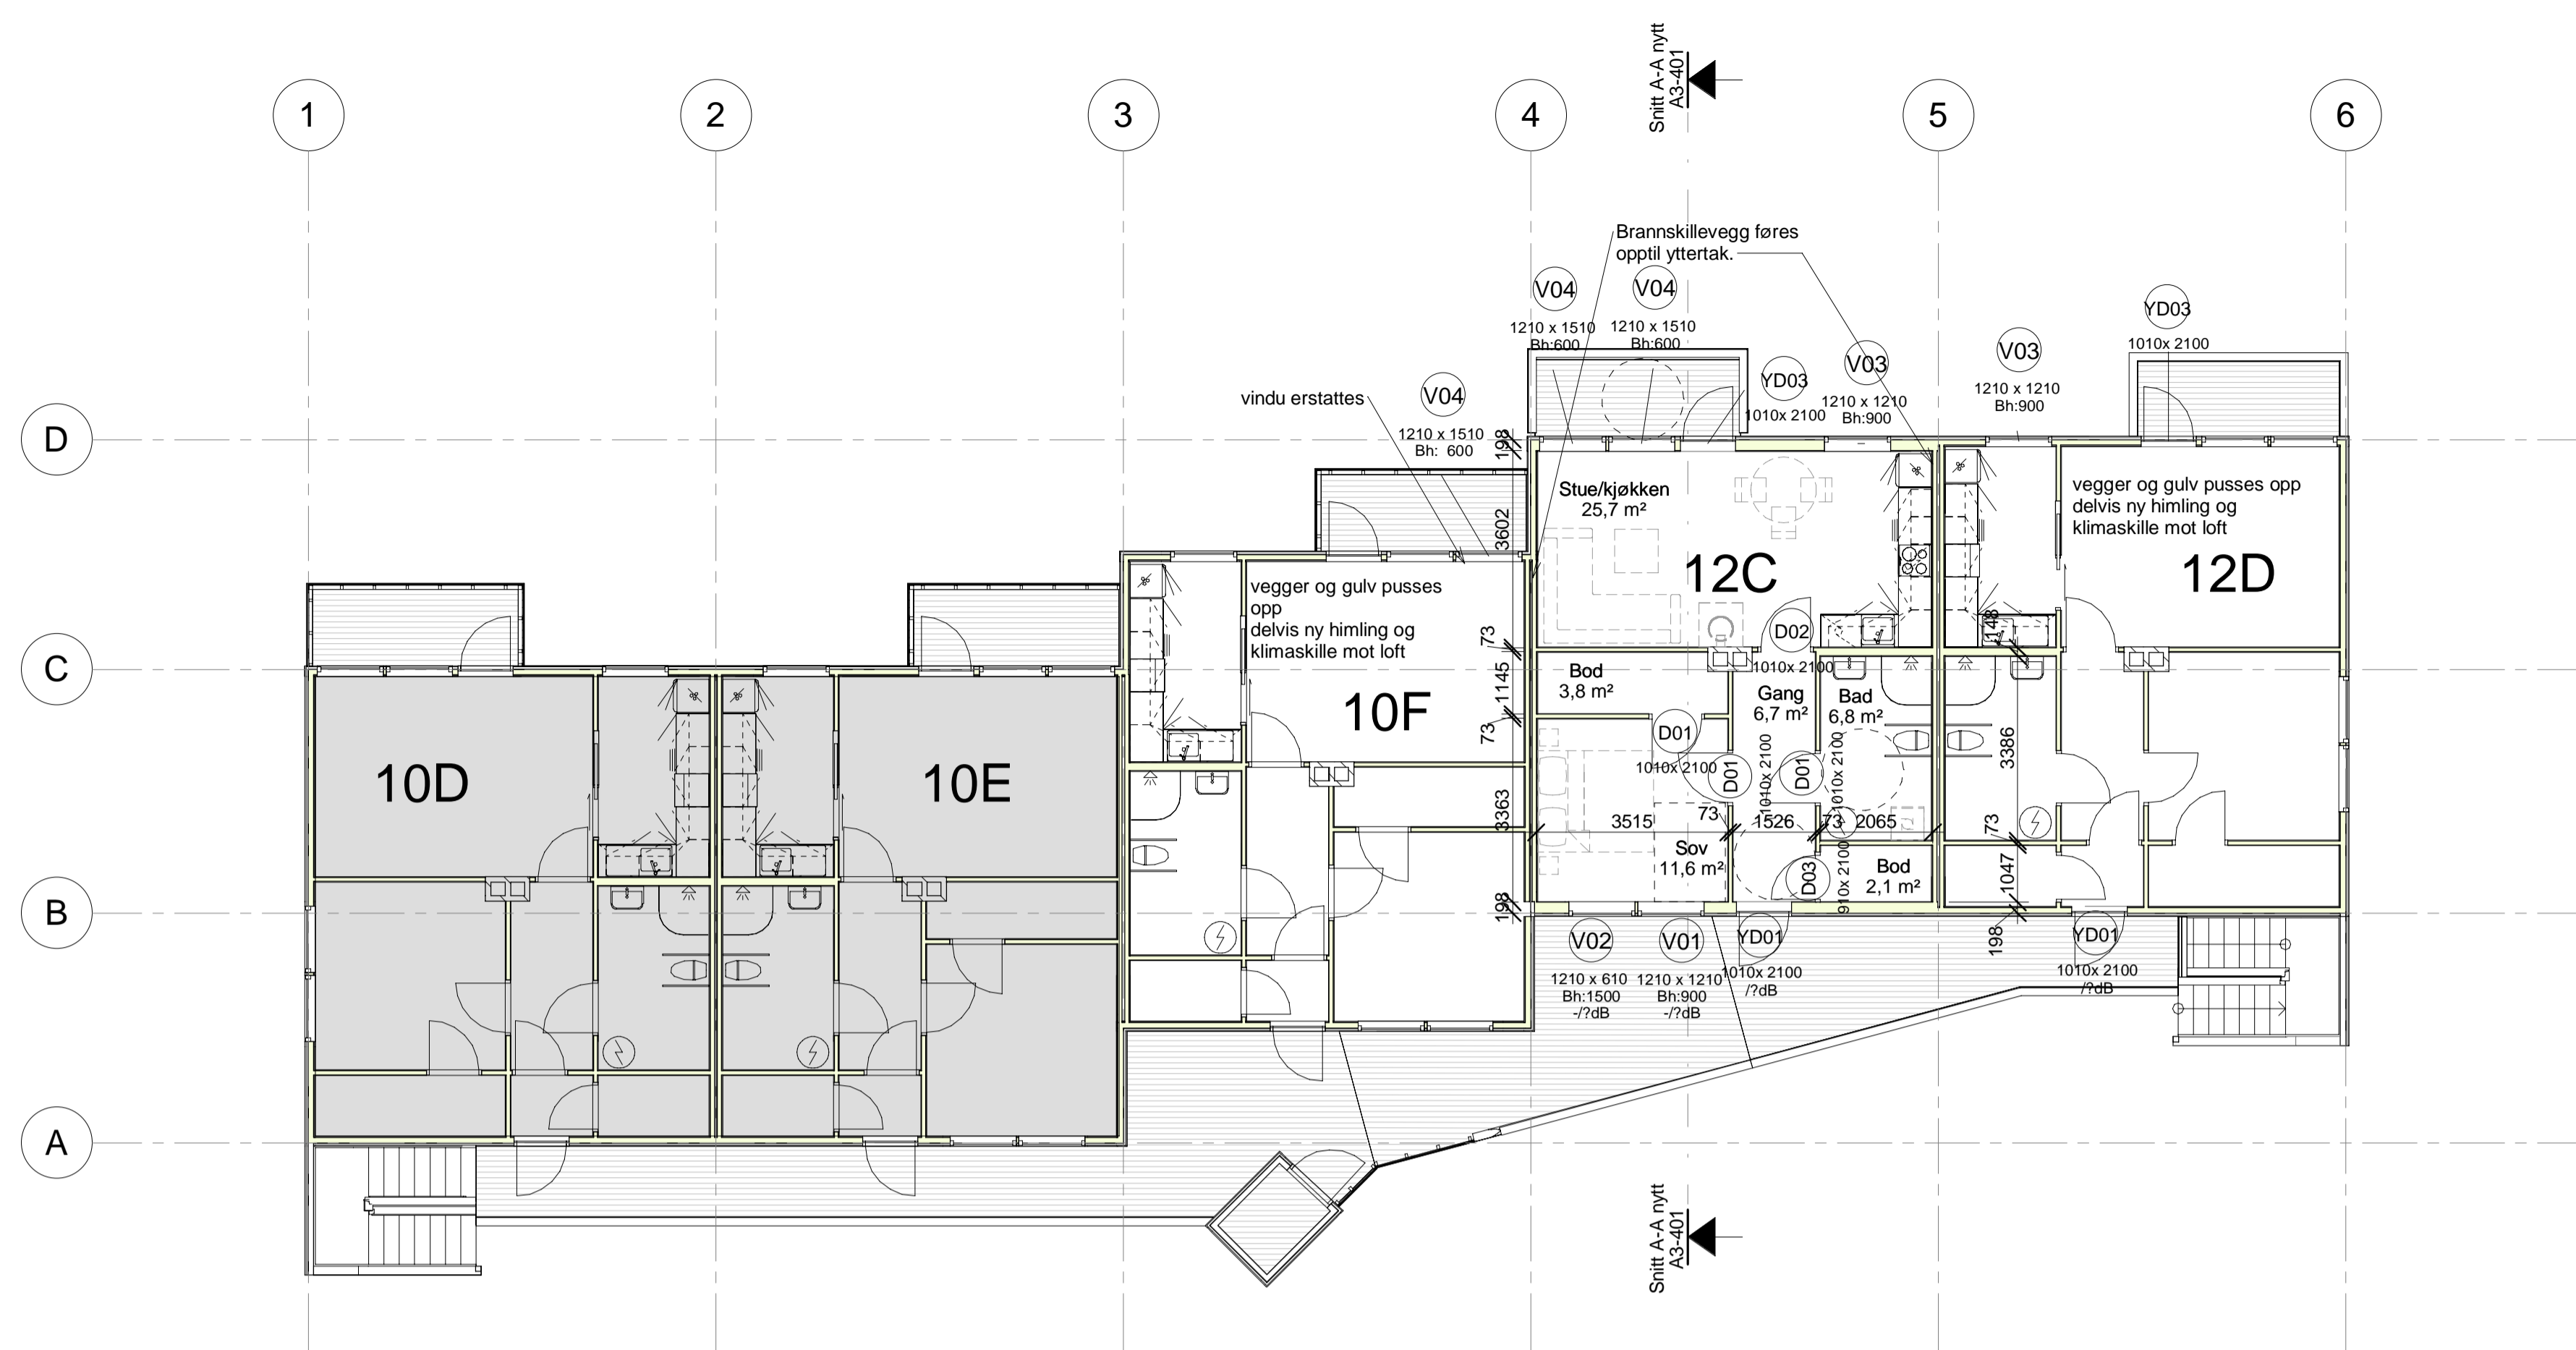 Snitt A-A nytt
A3-401
1
2
3
4
5
6
Brannskillevegg føres
opptil yttertak.
V04
1210 x 1510
Bh:600
V04
1210 x 1510
Bh:600
YD03
1010x 2100
V03
1210 x 1210
Bh:900
V03
1210 x 1210
Bh:900
YD03
1010x 2100
vindu erstattes
V04
1210 x 1510
Bh: 600
D
198
Stue/kjøkken
25,7 m²
3602
12C
vegger og gulv pusses opp
delvis ny himling og
klimaskille mot loft
12D
vegger og gulv pusses
opp
delvis ny himling og
klimaskille mot loft
10F
C
73
1145
73
3363
198
Bod
3,8 m²
D02
1010x 2100
Gang
6,7 m²
Bad
6,8 m²
148
3386
73
1047
198
10D
10E
D01
1010x 2100
D01
1010x 2100
D01
1010x 2100
3515
73
1526
73
2065
Sov
11,6 m²
D03
910x 2100
Bod
2,1 m²
B
V02
1210 x 610
Bh:1500
-/?dB
V01
1210 x 1210
Bh:900
-/?dB
YD01
1010x 2100
/?dB
YD01
1010x 2100
/?dB
A
Snitt A-A nytt
A3-401